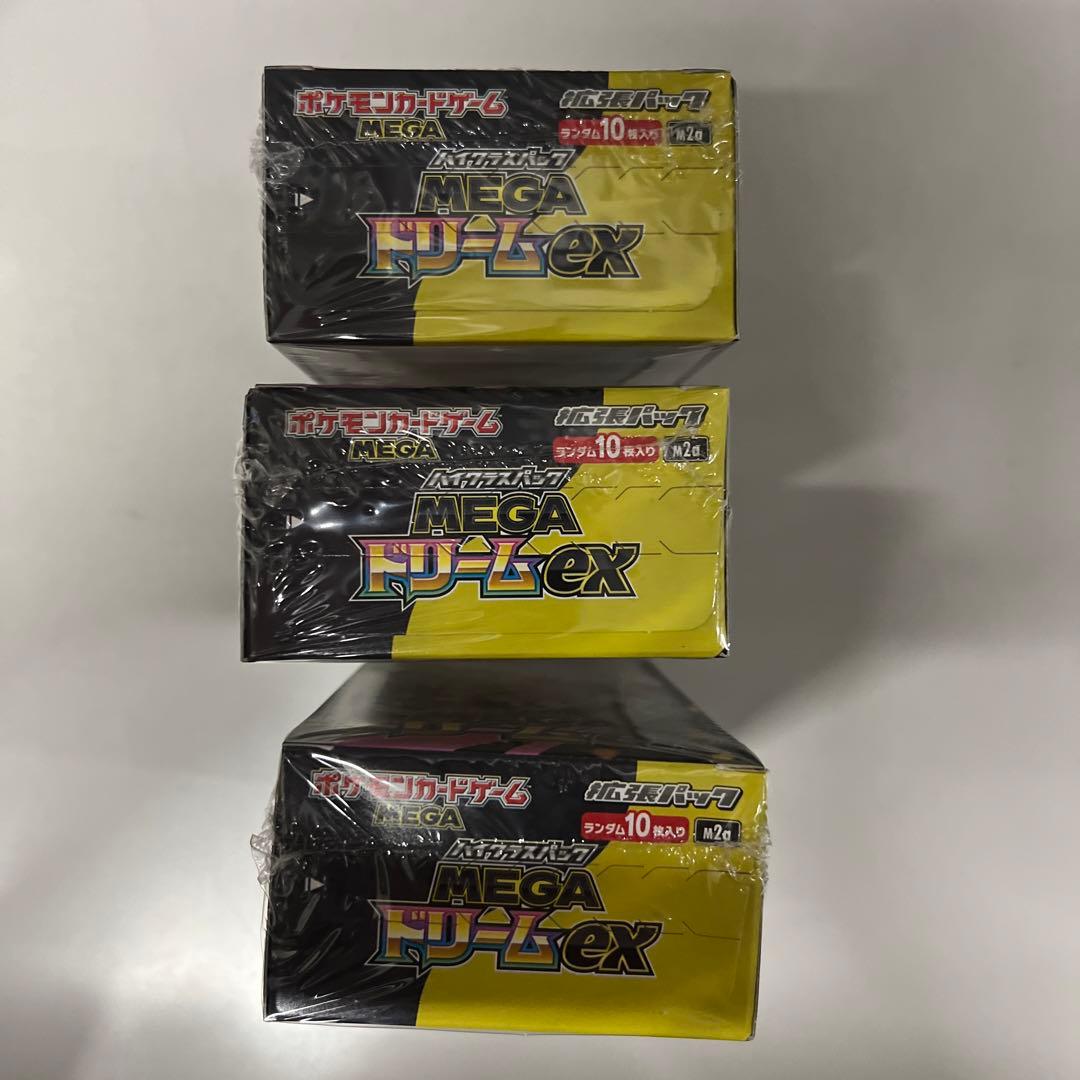 ポケモンカードゲーム
MEGA
拡張パック
ランダム10枚入り M2a
ハイクラスパック
MEGA
ドリームex
ポケモンカードゲーム
MEGA
拡張パック
ランダム10枚入り M2a
ハイクラスパック
MEGA
ドリームex
ポケモンカードゲーム
MEGA
拡張パック
ランダム10枚入り M2a
ハイクラスパック
MEGA
ドリームex